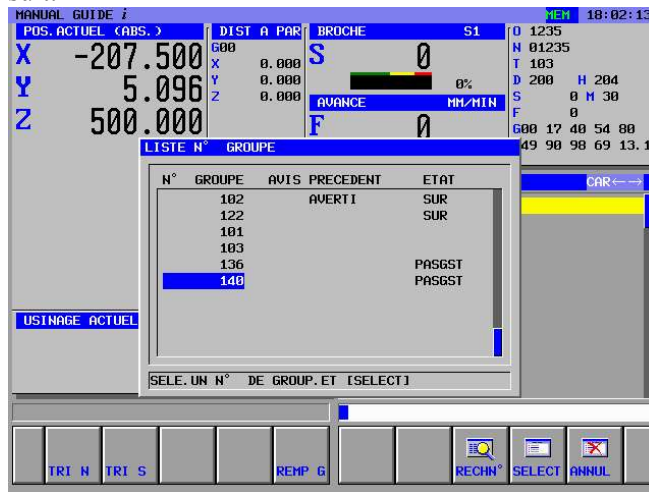 MANUAL GUIDE i MEM 18:02:13
POS.ACTUEL (ABS.)
X -207.500
Y 5.096
Z 500.000
DIST A PAR
G00
X 0.000
Y 0.000
Z 0.000
BROCHE S1
S 0
0%
AVANCE MM/MIN
F 0
O 1235
N 01235
T 103
D 200 H 204
S 0 M 30
F 0
G00 17 40 54 80
49 90 98 69 13.1
LISTE N° GROUPE
N° GROUPE AVIS PRECEDENT ETAT
102 AVERTI SUR
122 SUR
101
103
136 PASGST
140 PASGST
SELE.UN N° DE GROUP.ET [SELECT]
CAR←→
USINAGE ACTUEL
TRI N TRI S REMP G RECHN° SELECT ANNUL